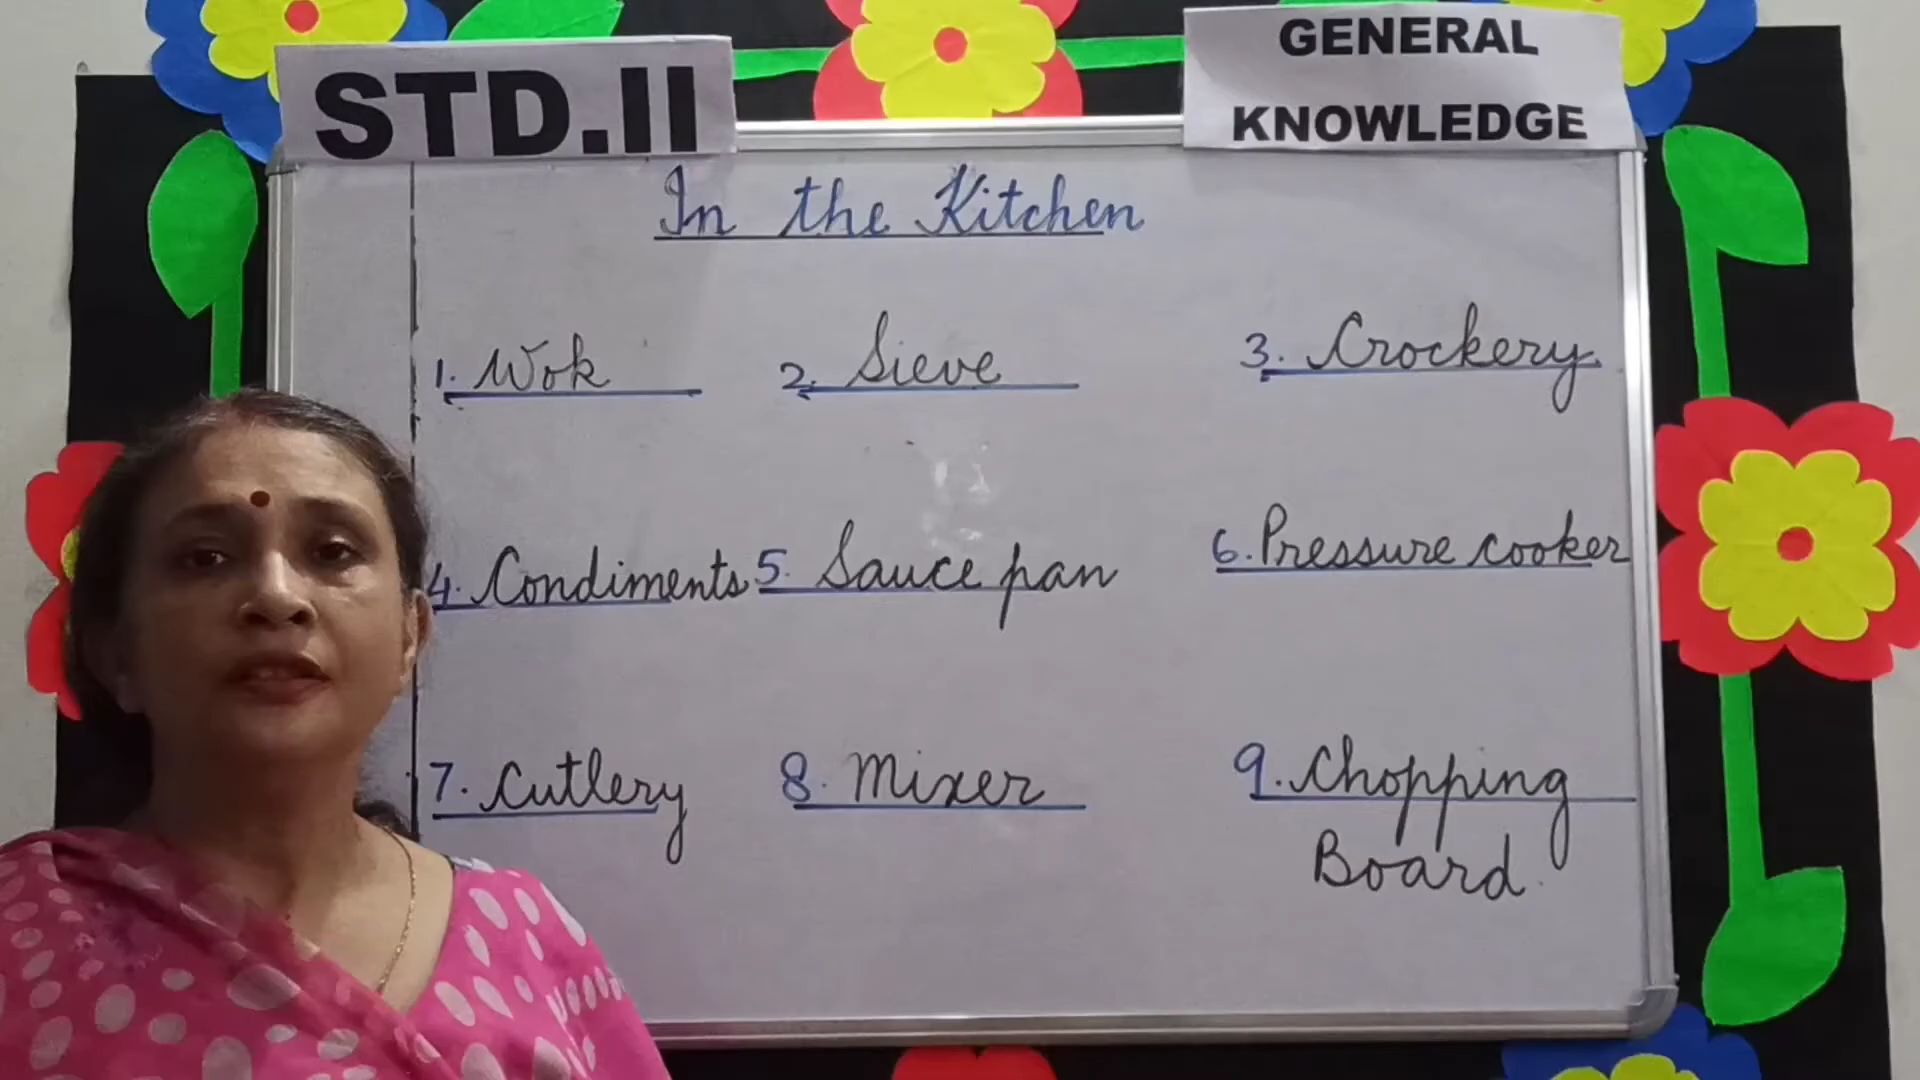 STD.II
GENERAL
KNOWLEDGE
In the Kitchen
1. Wok
2. Sieve
3. Crockery
4. Condiments
5. Sauce pan
6. Pressure cooker
7. Cutlery
8. Mixer
9. Chopping
Board